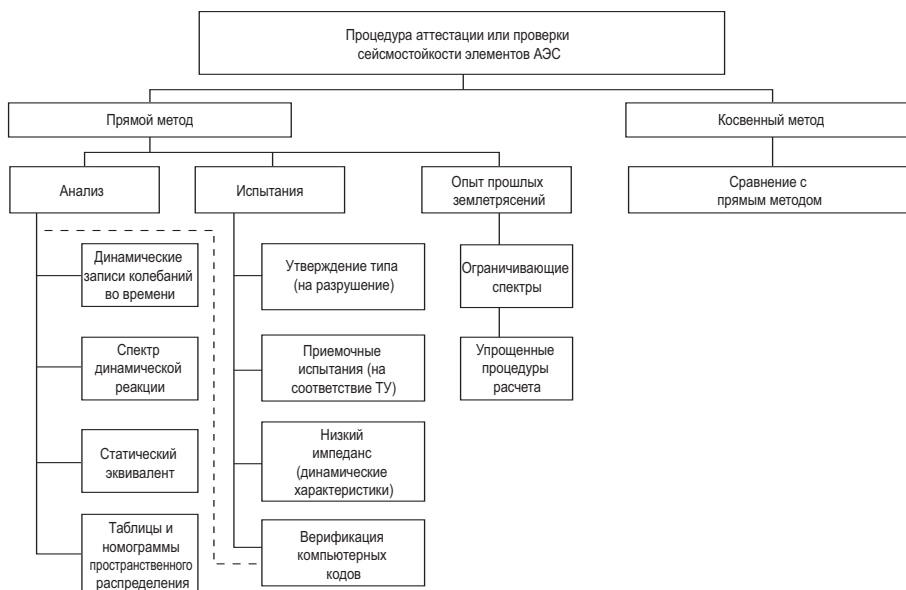 Процедура аттестации или проверки
сейсмостойкости элементов АЭС
Прямой метод
Косвенный метод
Анализ
Испытания
Опыт прошлых
землетрясений
Сравнение с
прямым методом
Динамические
записи колебаний
во времени
Спектр
динамической
реакции
Статический
эквивалент
Таблицы и
номограммы
пространственного
распределения
Утверждение типа
(на разрушение)
Приемочные
испытания (на
соответствие ТУ)
Низкий
импеданс
(динамические
характеристики)
Верификация
компьютерных
кодов
Ограничивающие
спектры
Упрощенные
процедуры
расчета